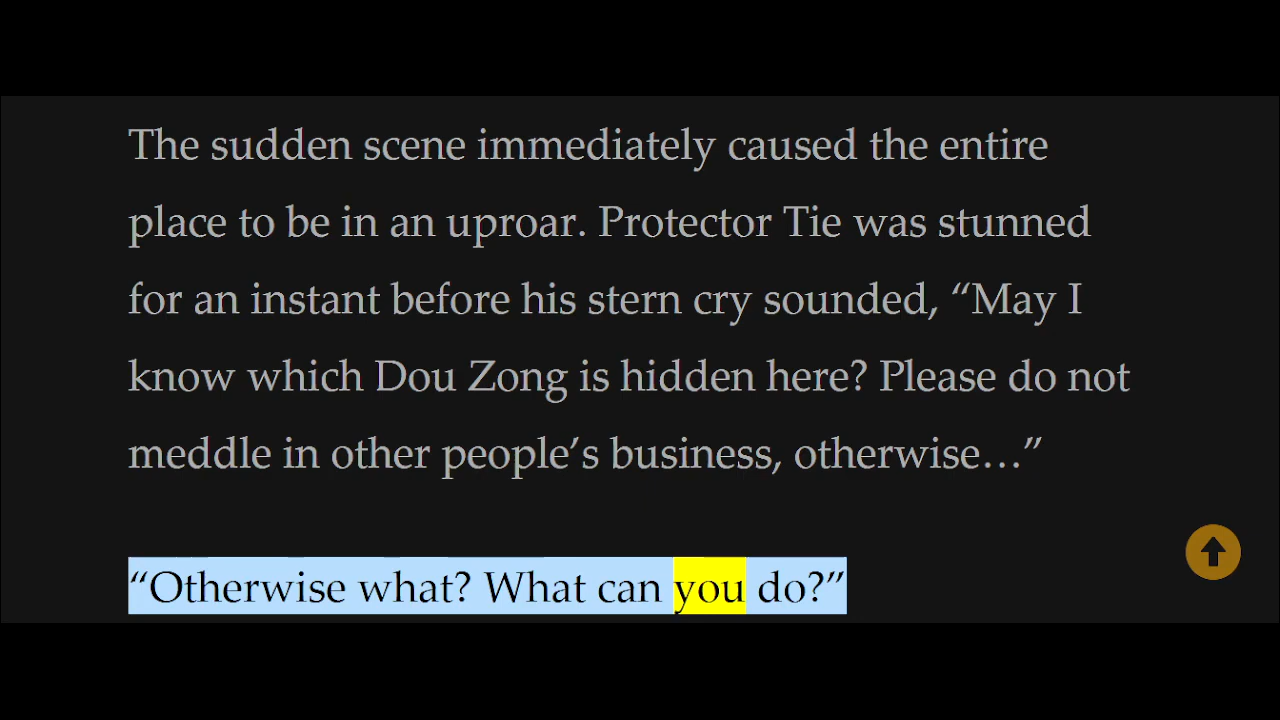 The sudden scene immediately caused the entire
place to be in an uproar. Protector Tie was stunned
for an instant before his stern cry sounded, “May I
know which Dou Zong is hidden here? Please do not
meddle in other people’s business, otherwise…”
“Otherwise what? What can you do?”